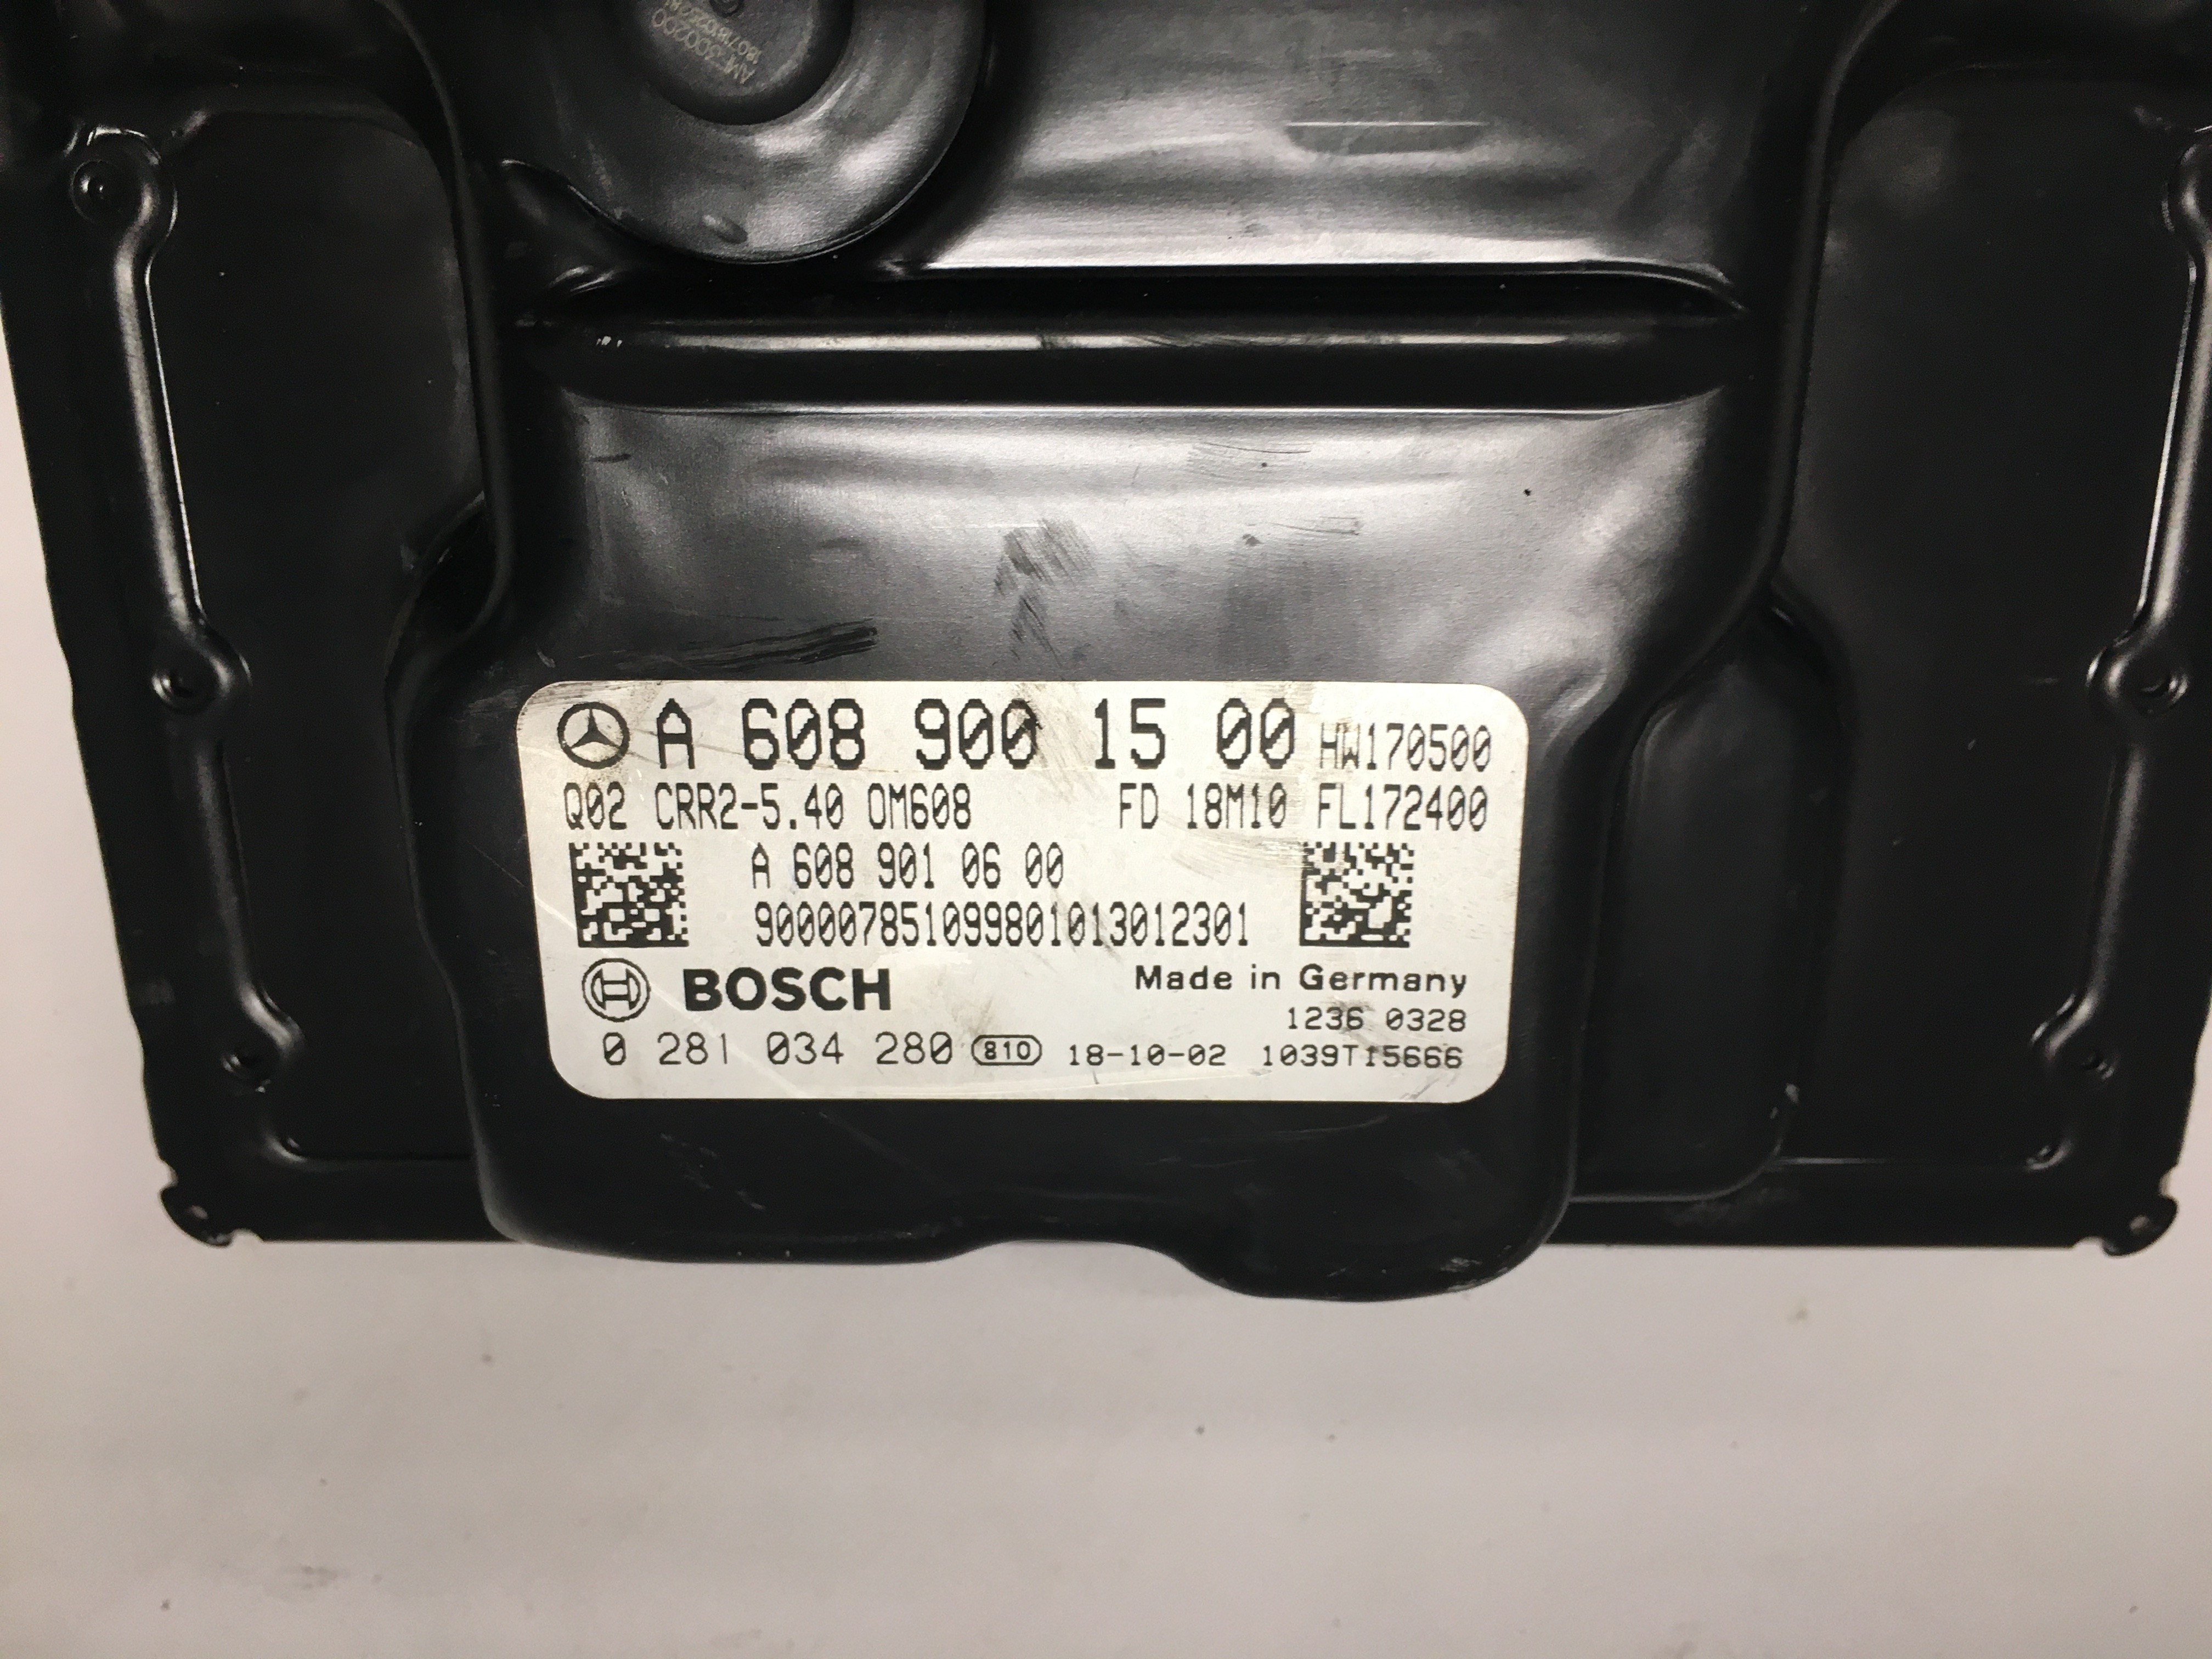 A 608 900 15 00 HW170500
Q02 CRR2-5.40 OM608 FD 18M10 FL172400
A 608 901 06 00
900007851099801013012301
BOSCH Made in Germany
1236 0328
0 281 034 280 810 18-10-02 1039T15666